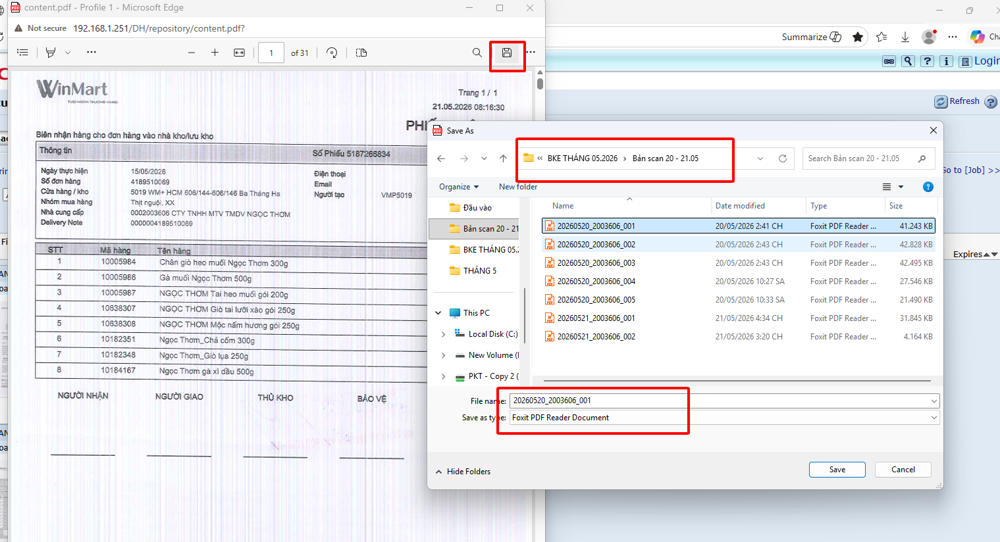 content.pdf - Profile 1 - Microsoft Edge
Not secure 192.168.1.251/DH/repository/content.pdf?
Summarize
1 of 31
Login
Refresh
WinMart
Trang 1 / 1
21.05.2026 08:16:30
Biên nhận hàng cho đơn hàng vào nhà kho/lưu kho
Thông tin
Số Phiếu 5187266834
Ngày thực hiện 15/05/2026 Điện thoại
Số đơn hàng 4189510069 Email
Cửa hàng / kho 5019 WM+ HCM 606/144-606/146 Ba Tháng Ha Người tạo VMP5019
Nhóm mua hàng Thịt nguội, XX
Nhà cung cấp 0002003606 CTY TNHH MTV TMDV NGỌC THƠM
Delivery Note 0000004189510069
STT Mã hàng Tên hàng
1 10005984 Chân giò heo muối Ngọc Thơm 300g
2 10005986 Gà muối Ngọc Thơm 500g
3 10005987 NGỌC THƠM Tai heo muối gói 200g
4 10638307 NGỌC THƠM Giò tai lưỡi xào gói 250g
5 10638308 NGỌC THƠM Mộc nấm hương gói 250g
6 10182351 Ngọc Thơm_Chả cốm 300g
7 10182348 Ngọc Thơm_Giò lụa 250g
8 10184167 Ngọc Thơm gà xì dầu 500g
NGƯỜI NHẬN NGƯỜI GIAO THỦ KHO BẢO VỆ
Save As
« BKE THÁNG 05.2026 › Bản scan 20 - 21.05
Search Bản scan 20 - 21.05
Go to [Job] >>
Organize New folder
Name Date modified Type Size
Đầu vào
Bản scan 20 - 21
BKE THÁNG 05.
THÁNG 5
This PC
Local Disk (C:)
New Volume (
PKT - Copy 2 (
20260520_2003606_001 20/05/2026 2:41 CH Foxit PDF Reader ... 41.243 KB
20260520_2003606_002 20/05/2026 2:43 CH Foxit PDF Reader ... 42.828 KB
20260520_2003606_003 20/05/2026 2:43 CH Foxit PDF Reader ... 42.495 KB
20260520_2003606_004 20/05/2026 10:27 SA Foxit PDF Reader ... 27.546 KB
20260520_2003606_005 20/05/2026 10:33 SA Foxit PDF Reader ... 21.490 KB
20260521_2003606_001 21/05/2026 4:34 CH Foxit PDF Reader ... 31.845 KB
20260521_2003606_002 21/05/2026 3:20 CH Foxit PDF Reader ... 4.164 KB
Expires
File name: 20260520_2003606_001
Save as type: Foxit PDF Reader Document
Hide Folders
Save Cancel